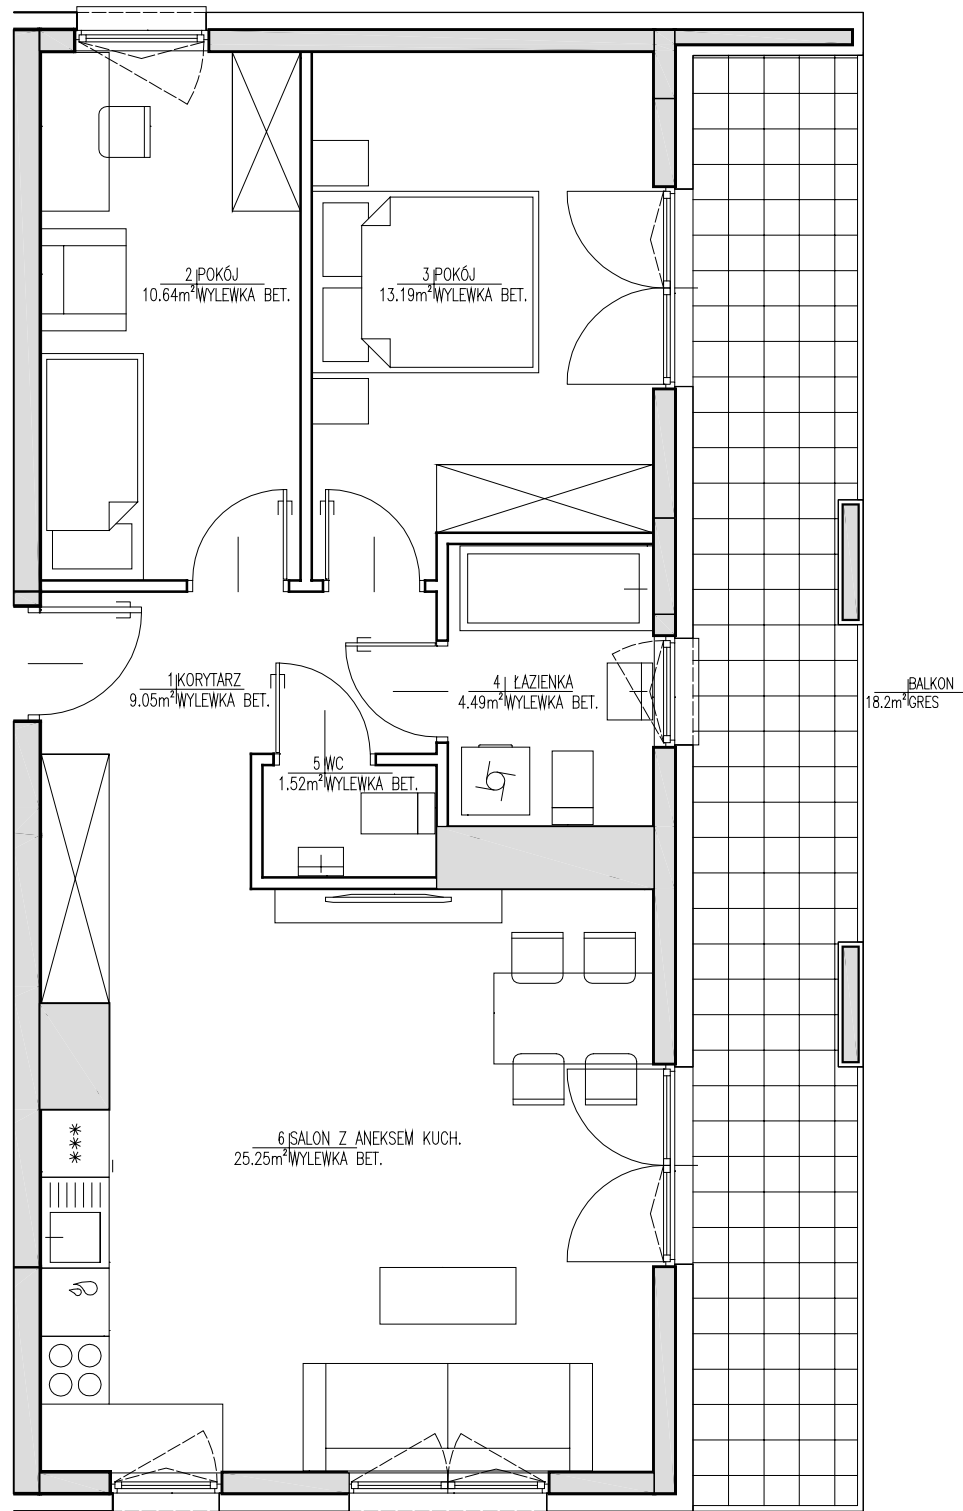 2 POKÓJ
10.64m² WYLEWKA BET.
3 POKÓJ
13.19m² WYLEWKA BET.
1 KORYTARZ
9.05m² WYLEWKA BET.
4 ŁAZIENKA
4.49m² WYLEWKA BET.
BALKON
18.2m² GRES
5 WC
1.52m² WYLEWKA BET.
6 SALON Z ANEKSEM KUCH.
25.25m² WYLEWKA BET.